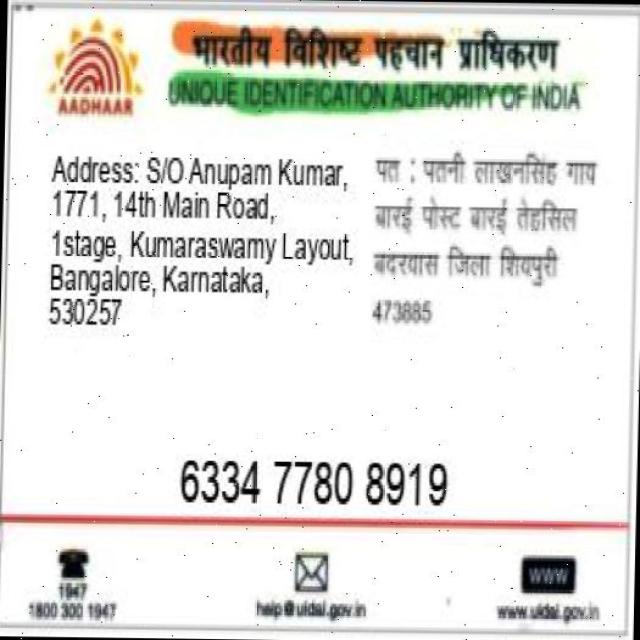 भारतीय विशिष्ट पहचान प्राधिकरण
AADHAAR
UNIQUE IDENTIFICATION AUTHORITY OF INDIA
Address: S/O Anupam Kumar,
1771, 14th Main Road,
1stage, Kumaraswamy Layout,
Bangalore, Karnataka,
530257
पत : पतनी लाखनसिंह गाय
बारई पोस्ट बारई तेहसिल
बदरवास जिला शिवपुरी
473885
6334 7780 8919
1947
1800 300 1947
help@uidai.gov.in
www
www.uidai.gov.in